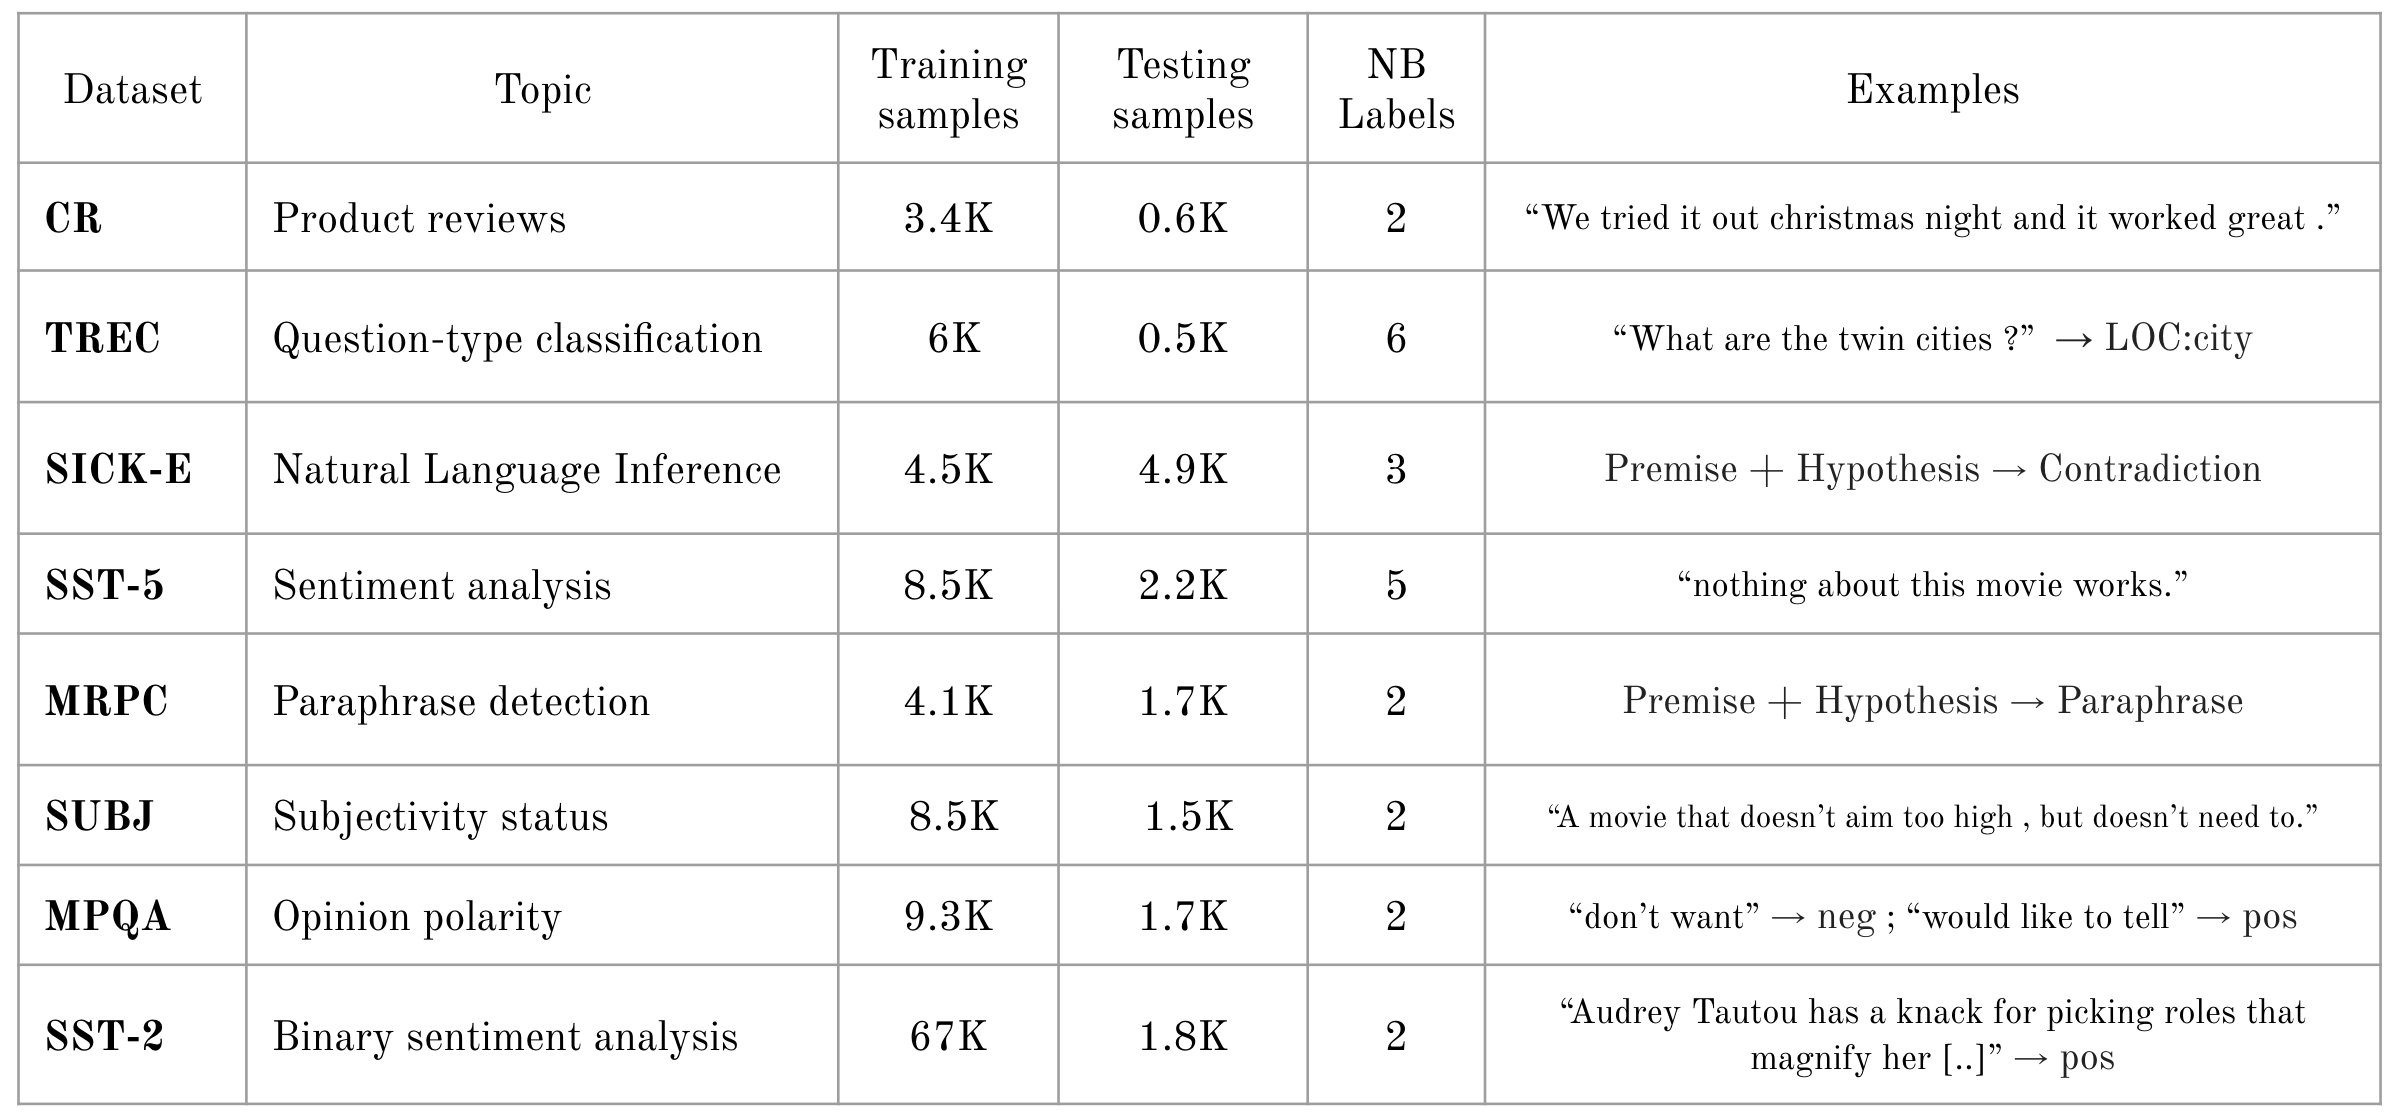 Dataset Topic Training samples Testing samples NB Labels Examples
CR Product reviews 3.4K 0.6K 2 “We tried it out christmas night and it worked great .”
TREC Question-type classification 6K 0.5K 6 “What are the twin cities ?” → LOC:city
SICK-E Natural Language Inference 4.5K 4.9K 3 Premise + Hypothesis → Contradiction
SST-5 Sentiment analysis 8.5K 2.2K 5 “nothing about this movie works.”
MRPC Paraphrase detection 4.1K 1.7K 2 Premise + Hypothesis → Paraphrase
SUBJ Subjectivity status 8.5K 1.5K 2 “A movie that doesn’t aim too high , but doesn’t need to.”
MPQA Opinion polarity 9.3K 1.7K 2 “don’t want” → neg ; “would like to tell” → pos
SST-2 Binary sentiment analysis 67K 1.8K 2 “Audrey Tautou has a knack for picking roles that
magnify her [..]” → pos